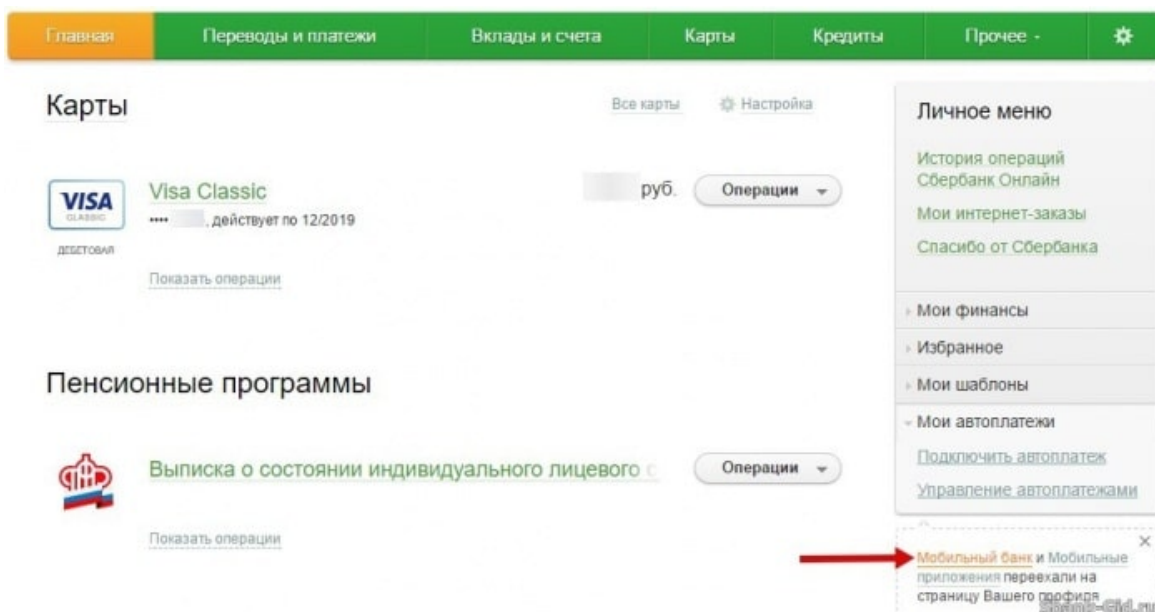 Главная Переводы и платежи Вклады и счета Карты Кредиты Прочее
Карты
Все карты Настройка
VISA
CLASSIC
ДЕБЕТОВАЯ
Visa Classic
руб.
Операции
•••• , действует по 12/2019
Показать операции
Пенсионные программы
Выписка о состоянии индивидуального лицевого
Операции
Показать операции
Личное меню
История операций
Сбербанк Онлайн
Мои интернет-заказы
Спасибо от Сбербанка
Мои финансы
Избранное
Мои шаблоны
Мои автоплатежи
Подключить автоплатеж
Управление автоплатежами
Мобильный банк и Мобильные
приложения переехали на
страницу Вашего профиля